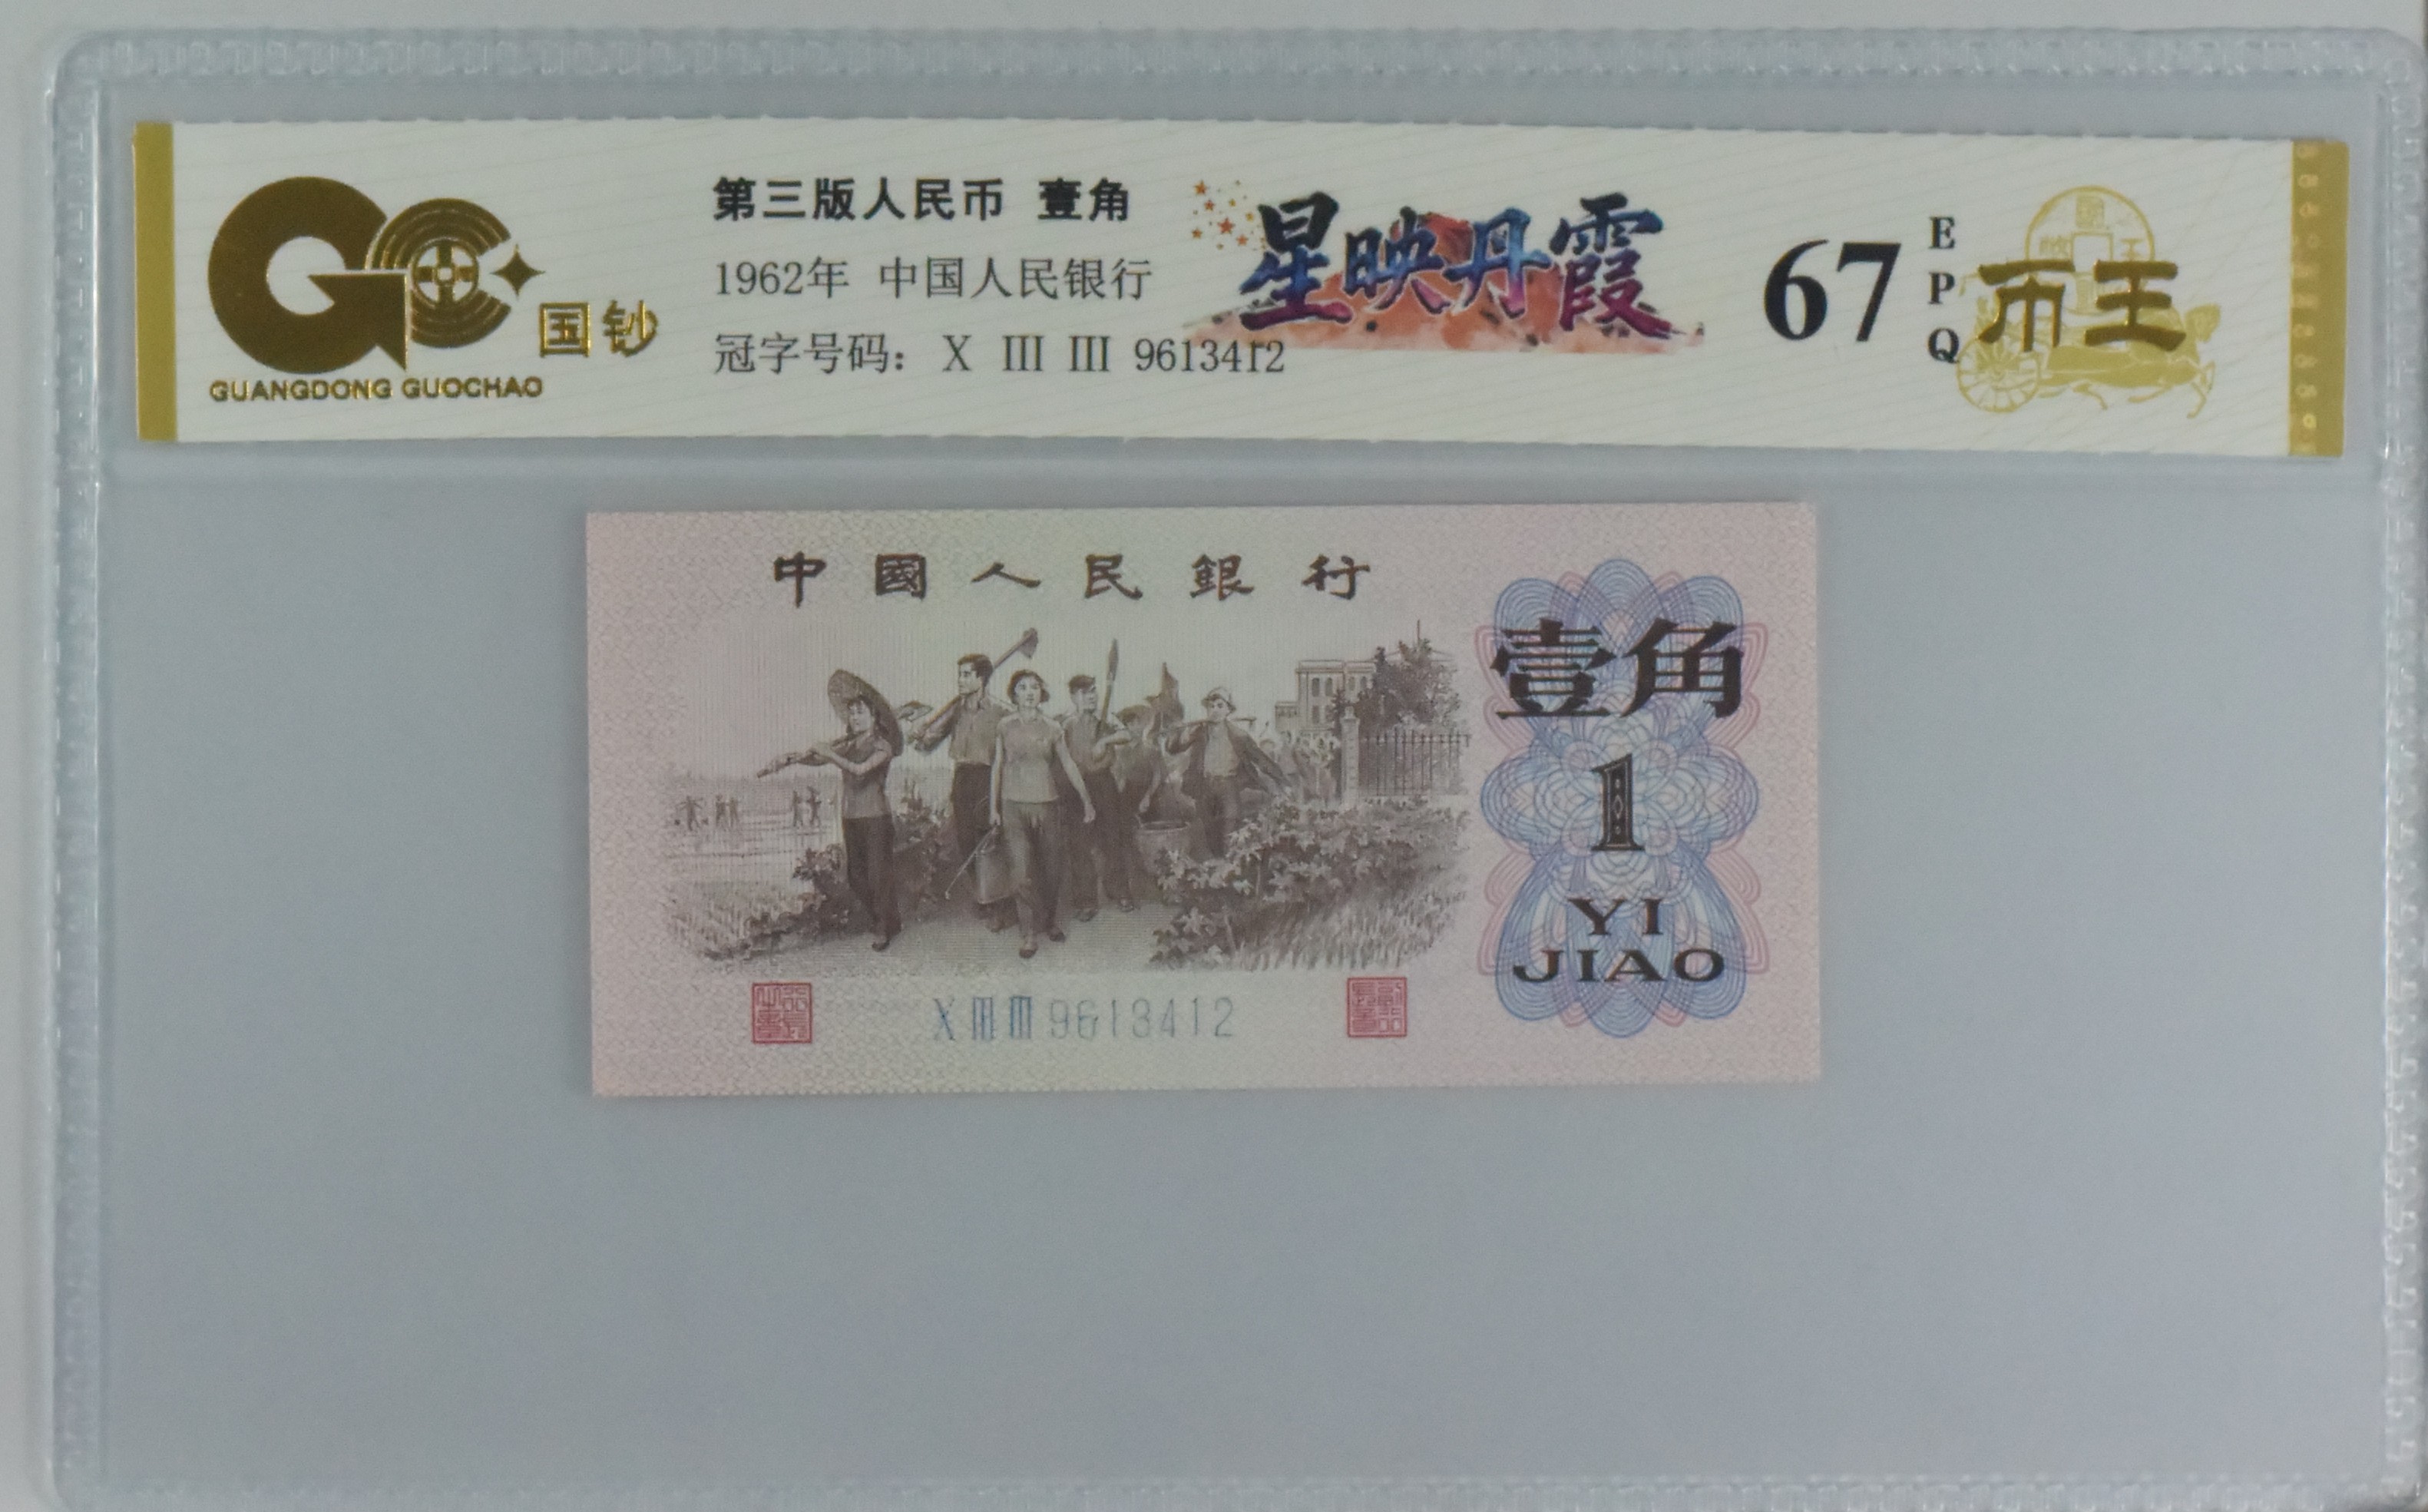 国钞
GUANGDONG GUOCHAO
第三版人民币 壹角
1962年 中国人民银行
冠字号码： X III III 9613412
星映丹霞
67
EPQ
币王
中國人民銀行
壹角
1
YI
JIAO
X III III 9613412